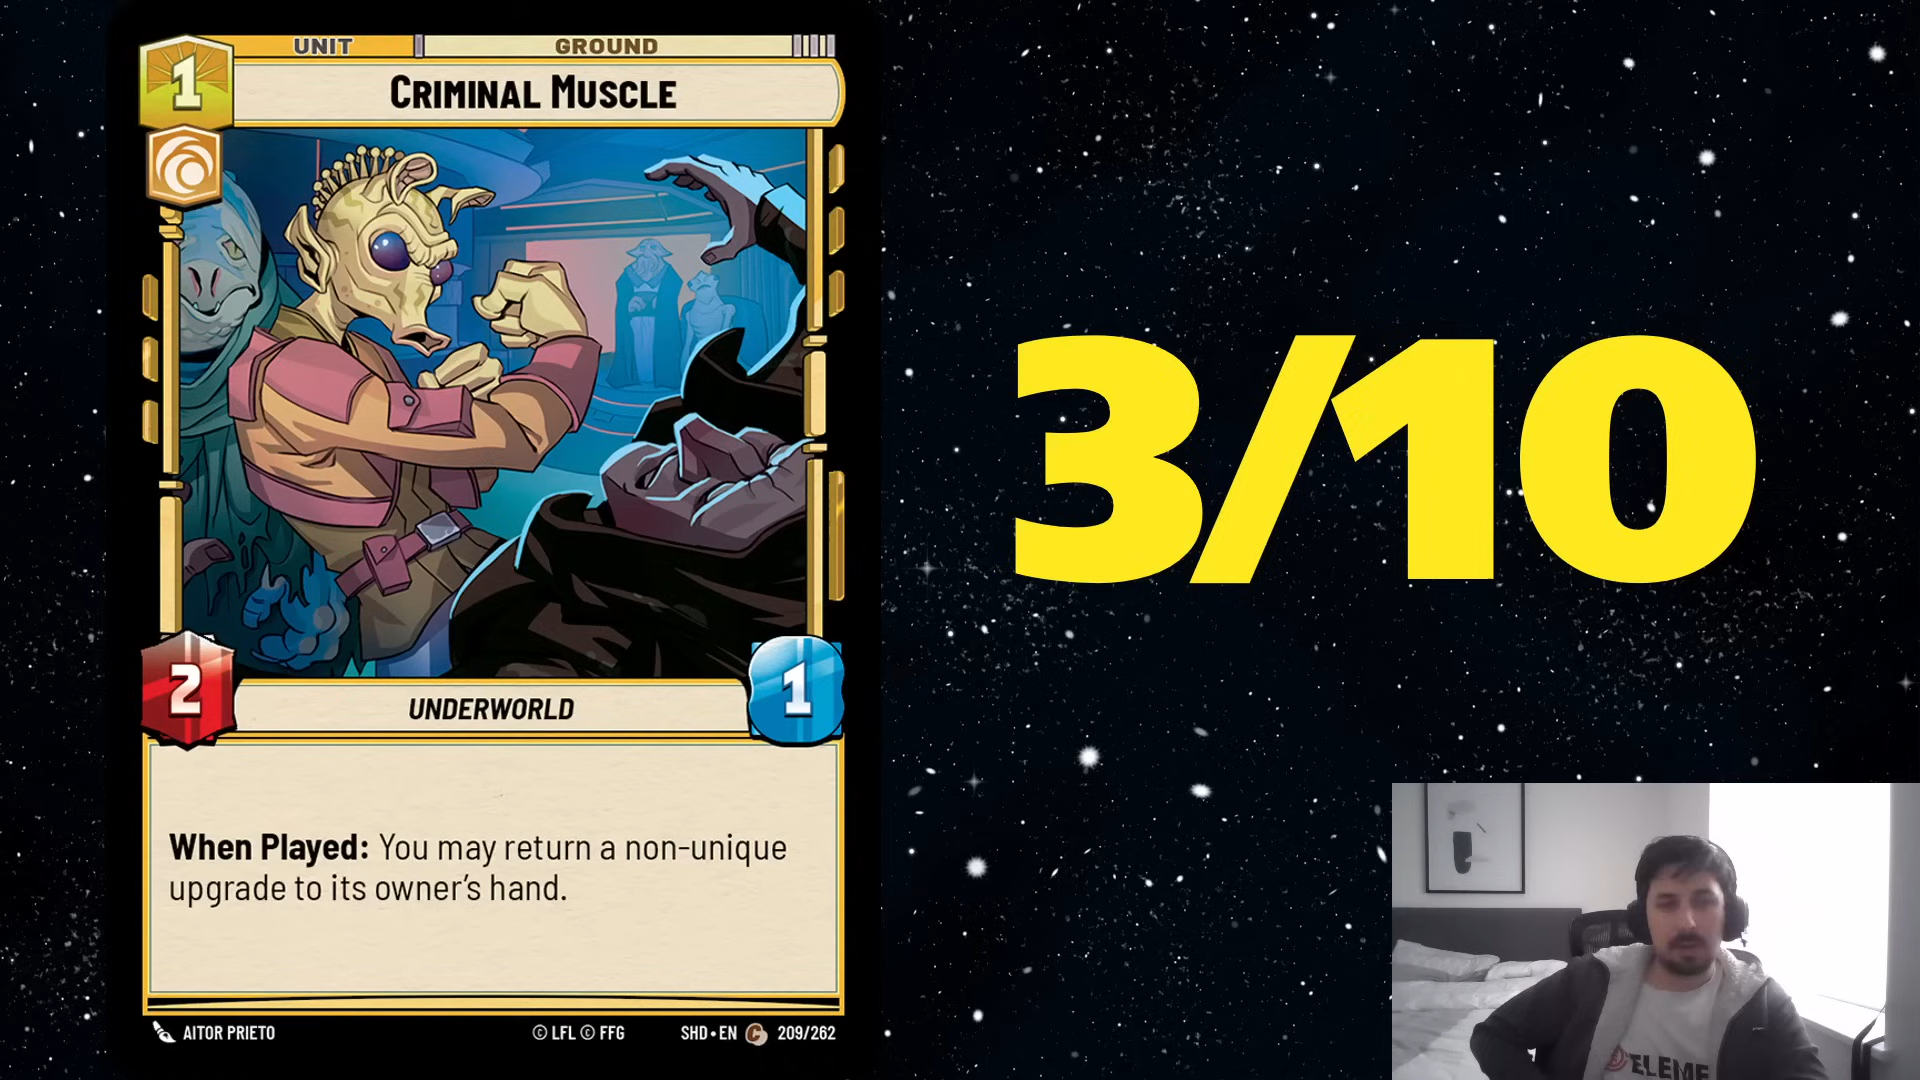 UNIT
GROUND
1
CRIMINAL MUSCLE
3/10
2
UNDERWORLD
1
When Played: You may return a non-unique
upgrade to its owner's hand.
AITOR PRIETO
© LFL © FFG
SHD • EN
C
209/262
ELEME